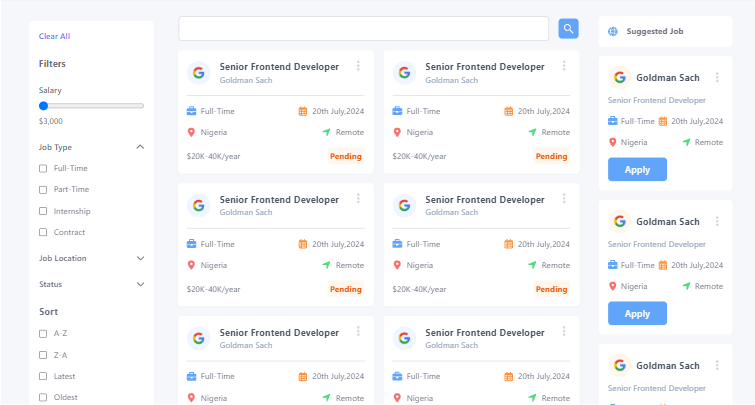 Clear All
Filters
Salary
$3,000
Job Type
Full-Time
Part-Time
Internship
Contract
Job Location
Status
Sort
A-Z
Z-A
Latest
Oldest
Senior Frontend Developer
Goldman Sach
Full-Time 20th July,2024
Nigeria Remote
$20K-40K/year Pending
Senior Frontend Developer
Goldman Sach
Full-Time 20th July,2024
Nigeria Remote
$20K-40K/year Pending
Senior Frontend Developer
Goldman Sach
Full-Time 20th July,2024
Nigeria Remote
$20K-40K/year Pending
Senior Frontend Developer
Goldman Sach
Full-Time 20th July,2024
Nigeria Remote
$20K-40K/year Pending
Senior Frontend Developer
Goldman Sach
Full-Time 20th July,2024
Nigeria Remote
Senior Frontend Developer
Goldman Sach
Full-Time 20th July,2024
Nigeria Remote
Suggested Job
Goldman Sach
Senior Frontend Developer
Full-Time 20th July,2024
Nigeria Remote
Apply
Goldman Sach
Senior Frontend Developer
Full-Time 20th July,2024
Nigeria Remote
Apply
Goldman Sach
Senior Frontend Developer